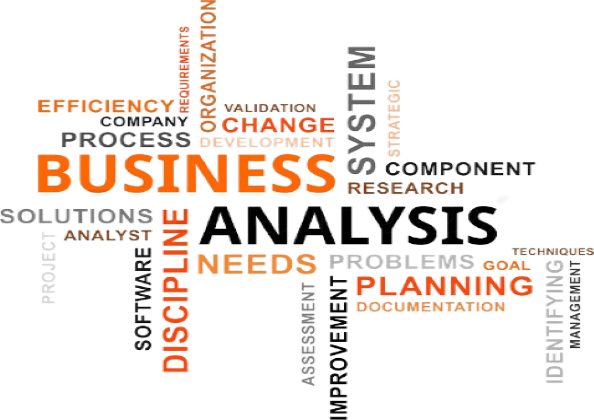 REQUIREMENTS
ORGANIZATION
EFFICIENCY
COMPANY
PROCESS
VALIDATION
CHANGE
DEVELOPMENT
SYSTEM
STRATEGIC
BUSINESS
COMPONENT
RESEARCH
SOLUTIONS
ANALYST
PROJECT
SOFTWARE
DISCIPLINE
ANALYSIS
NEEDS
PROBLEMS
GOAL
TECHNIQUES
PLANNING
DOCUMENTATION
ASSESSMENT
IMPROVEMENT
IDENTIFYING
MANAGEMENT